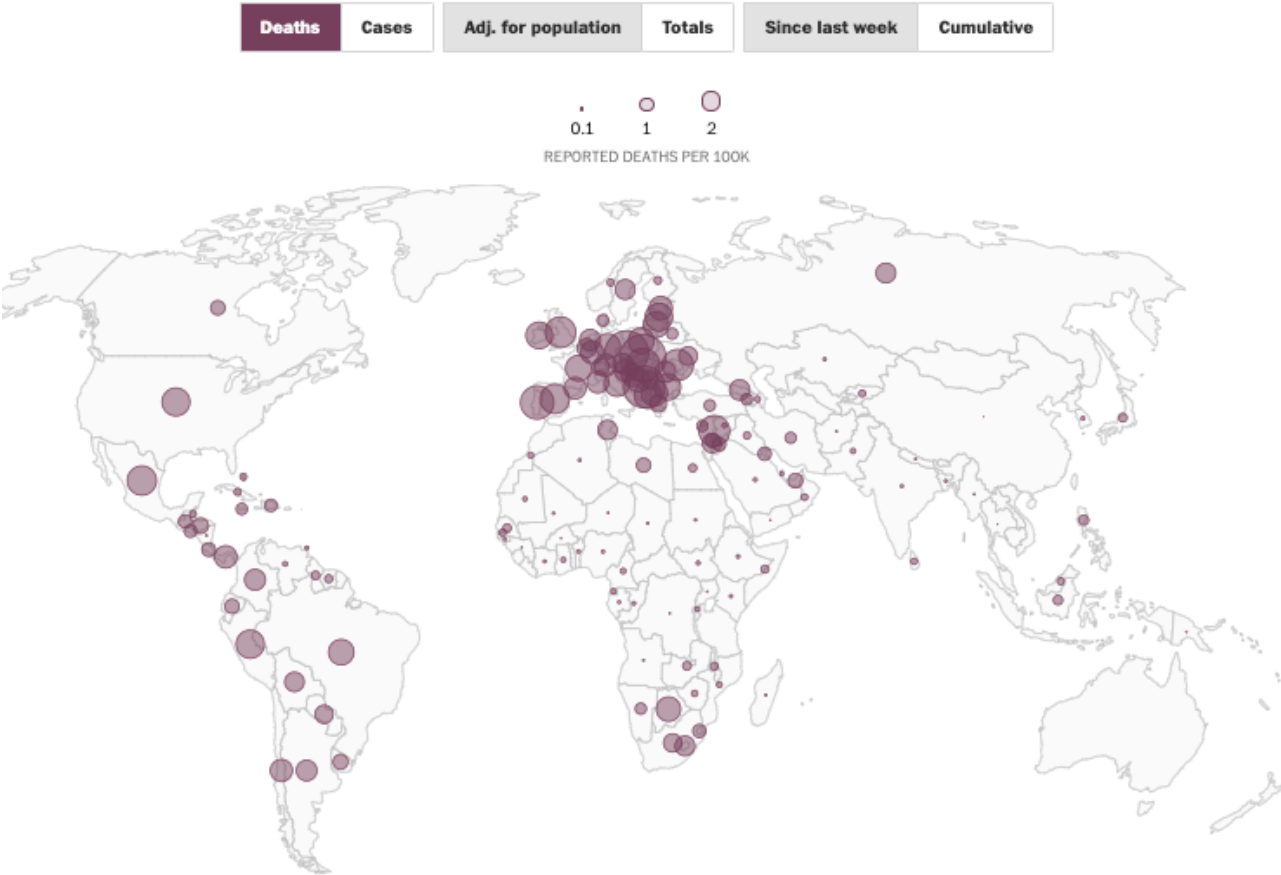 Deaths Cases Adj. for population Totals Since last week Cumulative
0.1 1 2
REPORTED DEATHS PER 100K